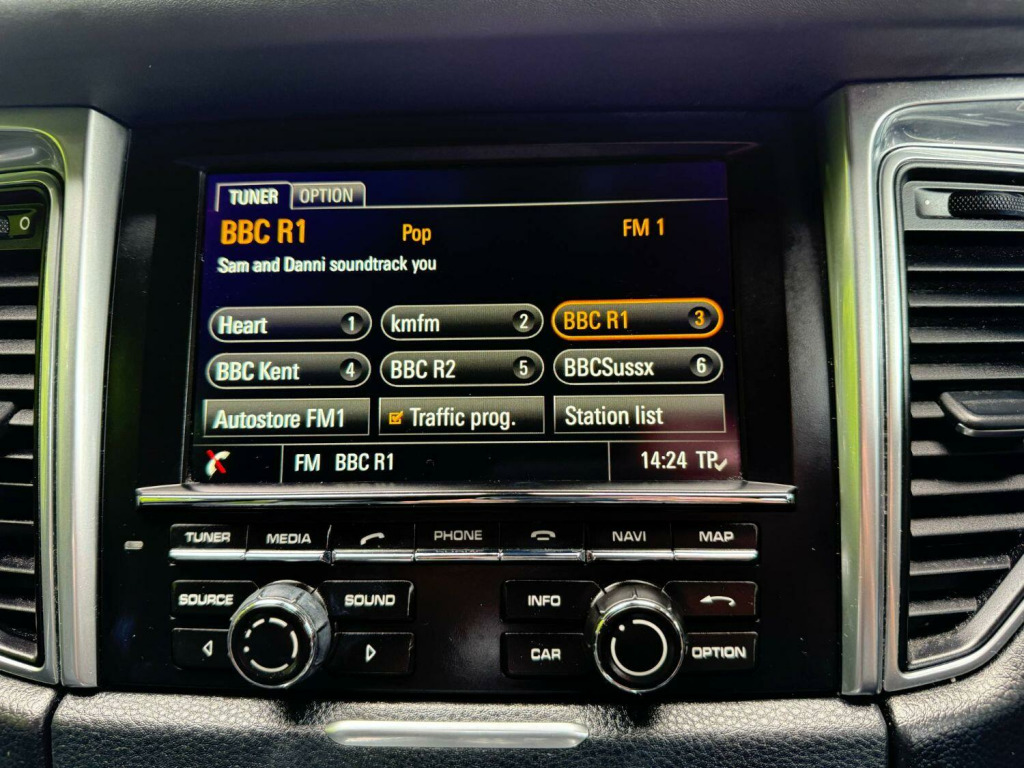 TUNER OPTION
BBC R1 Pop FM 1
Sam and Danni soundtrack you
Heart 1 kmfm 2 BBC R1 3
BBC Kent 4 BBC R2 5 BBCSussx 6
Autostore FM1 Traffic prog. Station list
FM BBC R1 14:24 TP
TUNER MEDIA PHONE NAVI MAP
SOURCE SOUND INFO
CAR OPTION